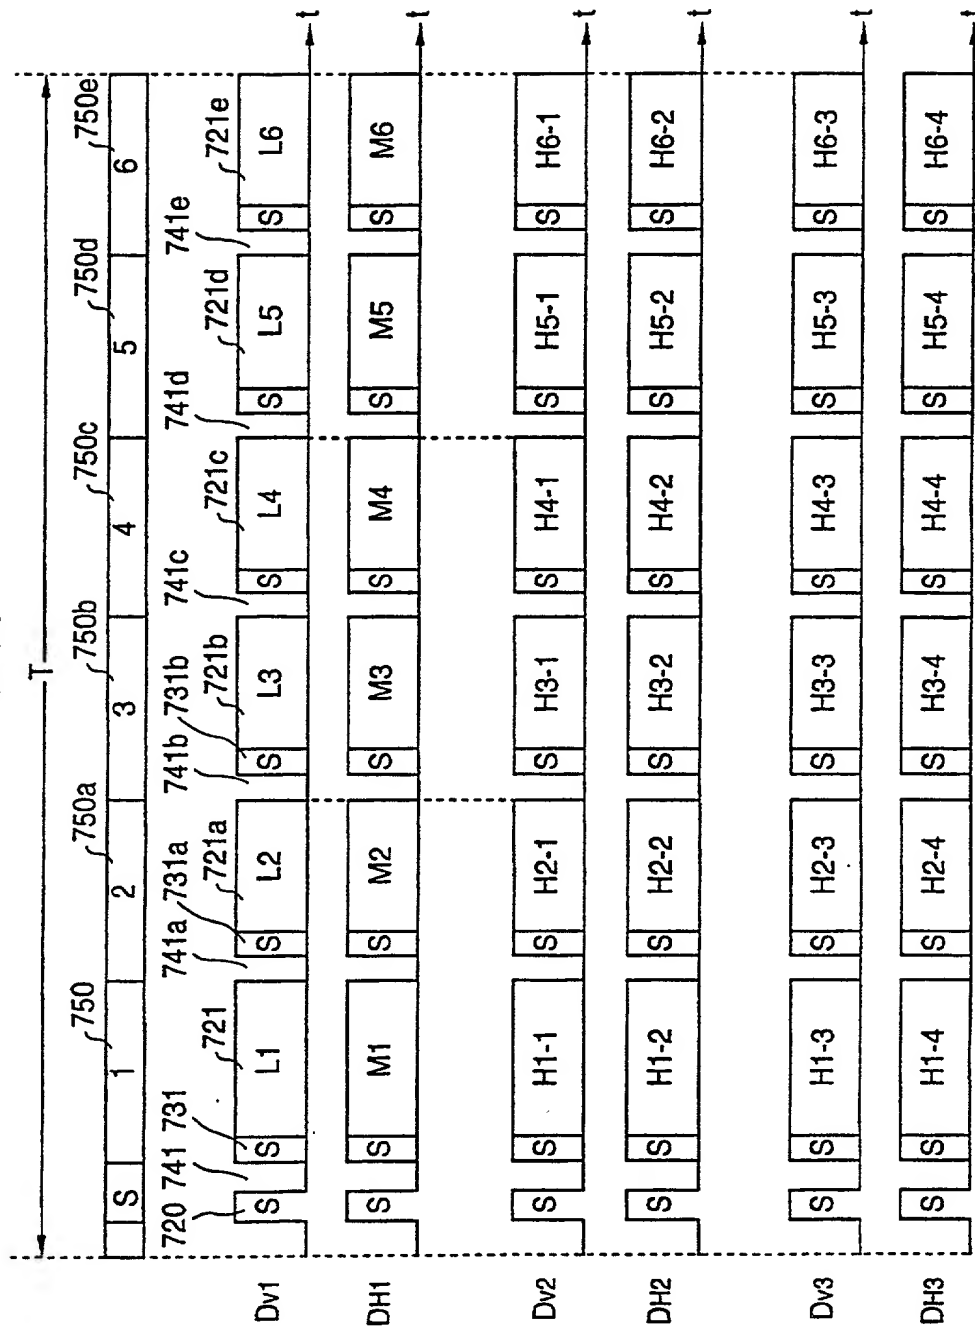 T
750 750a 750b 750c 750d 750e
S 1 2 3 4 5 6
720 741 731 721 741a 731a 721a 741b 731b 721b 741c 721c 741d 721d 741e 721e
Dv1 S S L1 S L2 S L3 S L4 S L5 S L6 t
DH1 S S M1 S M2 S M3 S M4 S M5 S M6 t
Dv2 S S H1-1 S H2-1 S H3-1 S H4-1 S H5-1 S H6-1 t
DH2 S S H1-2 S H2-2 S H3-2 S H4-2 S H5-2 S H6-2 t
Dv3 S S H1-3 S H2-3 S H3-3 S H4-3 S H5-3 S H6-3 t
DH3 S S H1-4 S H2-4 S H3-4 S H4-4 S H5-4 S H6-4 t